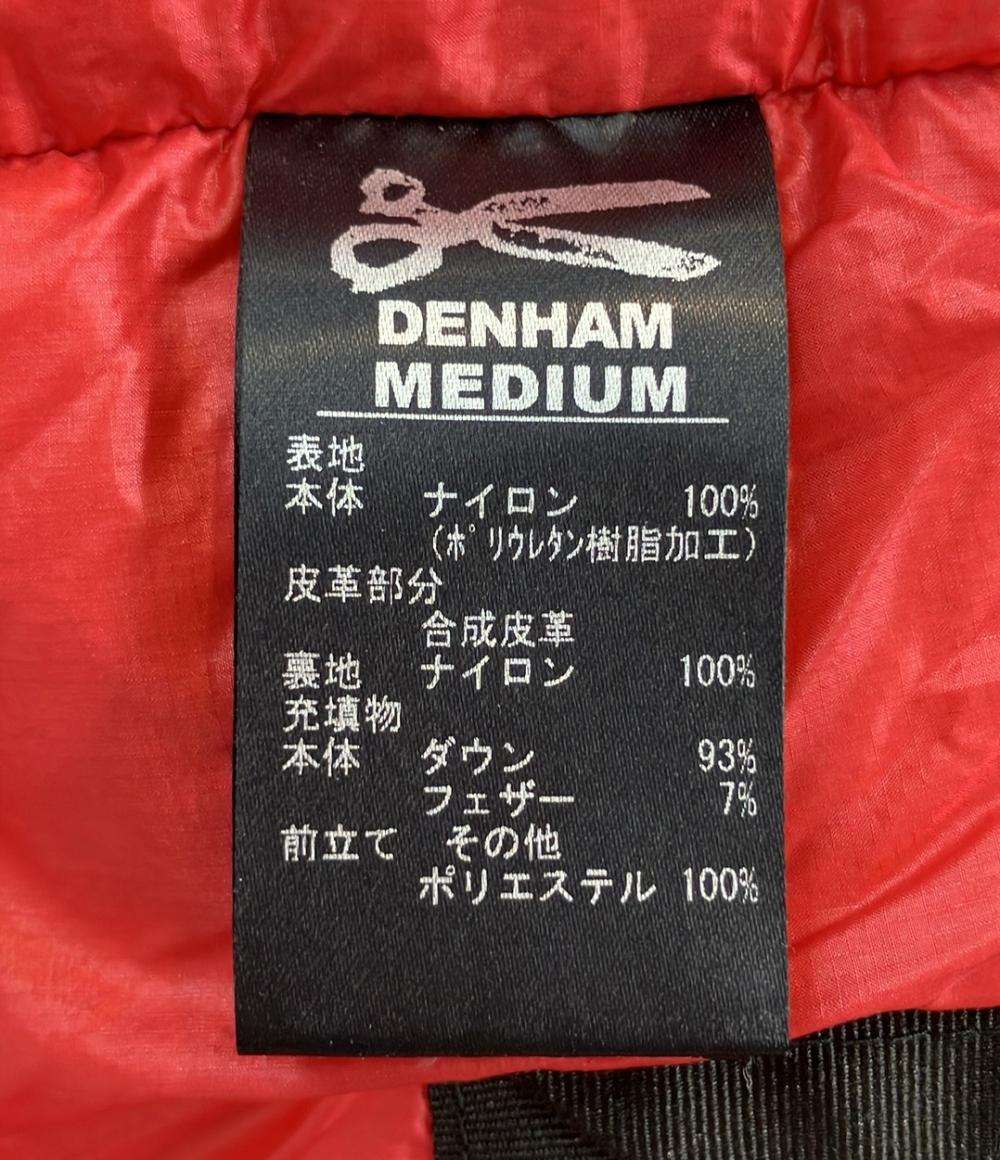 DENHAM
MEDIUM
表地
本体 ナイロン 100%
(ポリウレタン樹脂加工)
皮革部分
合成皮革
裏地 ナイロン 100%
充填物
本体 ダウン 93%
フェザー 7%
前立て その他
ポリエステル 100%